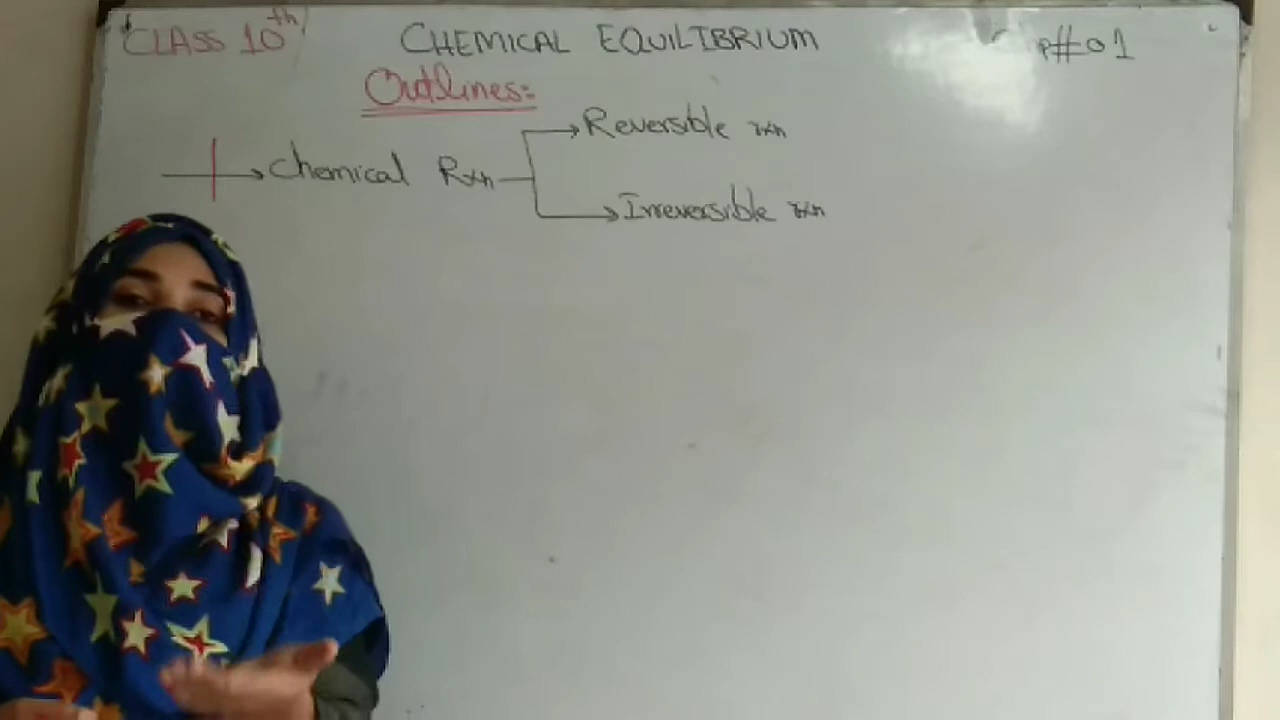 CLASS 10th CHEMICAL EQUILIBRIUM P#01
Outlines:
Reversible rxn
Chemical Rxn
Irreversible rxn